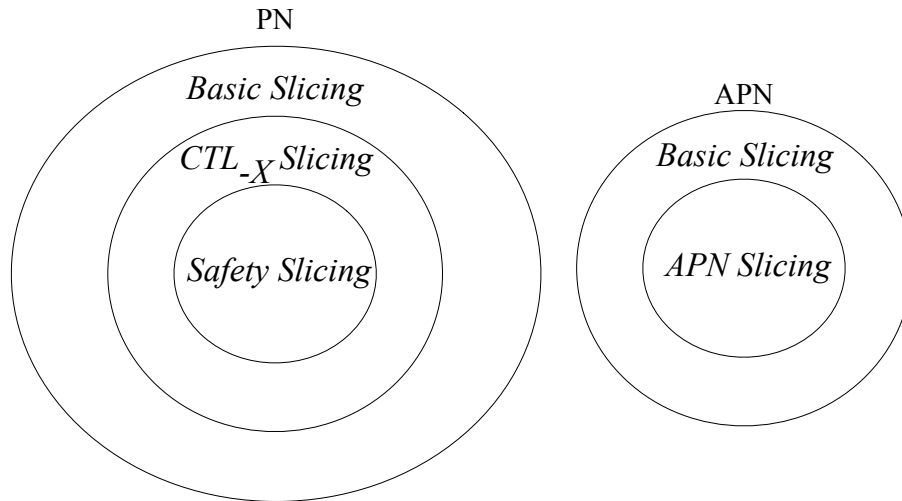 PN
Basic Slicing
CTL-X Slicing
Safety Slicing
APN
Basic Slicing
APN Slicing